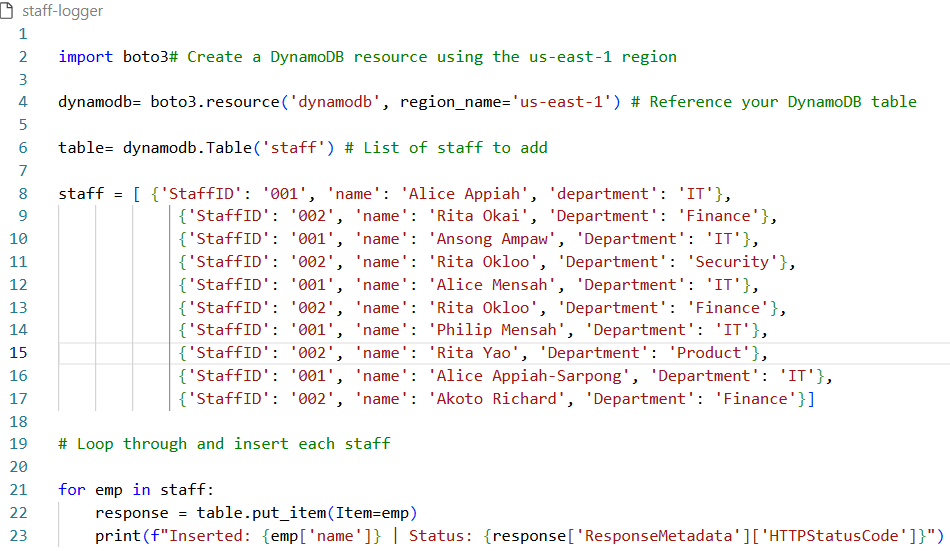 staff-logger
1
2 import boto3# Create a DynamoDB resource using the us-east-1 region
3
4 dynamodb= boto3.resource('dynamodb', region_name='us-east-1') # Reference your DynamoDB table
5
6 table= dynamodb.Table('staff') # List of staff to add
7
8 staff = [ {'StaffID': '001', 'name': 'Alice Appiah', 'department': 'IT'},
9 {'StaffID': '002', 'name': 'Rita Okai', 'Department': 'Finance'},
10 {'StaffID': '001', 'name': 'Ansong Ampaw', 'Department': 'IT'},
11 {'StaffID': '002', 'name': 'Rita Okloo', 'Department': 'Security'},
12 {'StaffID': '001', 'name': 'Alice Mensah', 'Department': 'IT'},
13 {'StaffID': '002', 'name': 'Rita Okloo', 'Department': 'Finance'},
14 {'StaffID': '001', 'name': 'Philip Mensah', 'Department': 'IT'},
15 {'StaffID': '002', 'name': 'Rita Yao', 'Department': 'Product'},
16 {'StaffID': '001', 'name': 'Alice Appiah-Sarpong', 'Department': 'IT'},
17 {'StaffID': '002', 'name': 'Akoto Richard', 'Department': 'Finance'}]
18
19 # Loop through and insert each staff
20
21 for emp in staff:
22 response = table.put_item(Item=emp)
23 print(f"Inserted: {emp['name']} | Status: {response['ResponseMetadata']['HTTPStatusCode']}")